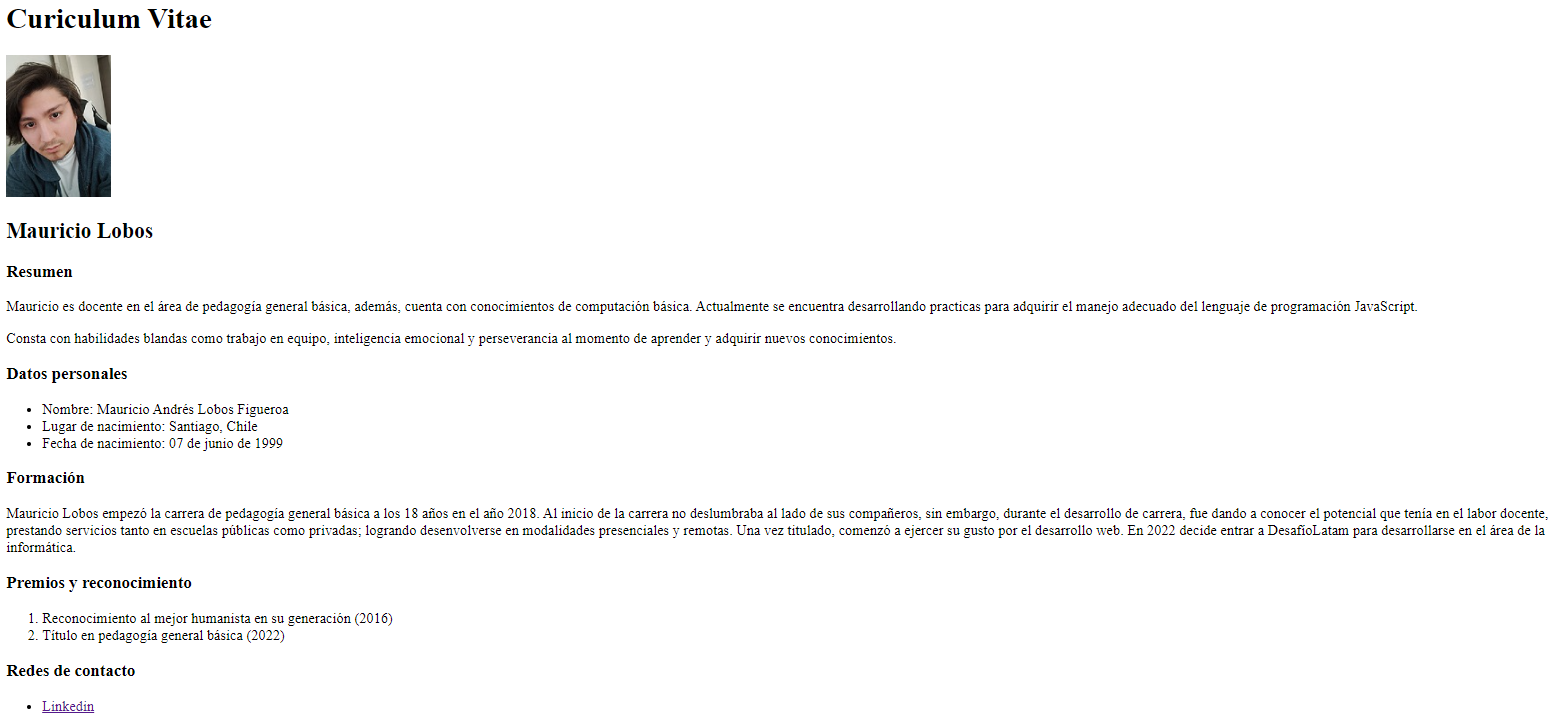 Curiculum Vitae
Mauricio Lobos
Resumen
Mauricio es docente en el área de pedagogía general básica, además, cuenta con conocimientos de computación básica. Actualmente se encuentra desarrollando practicas para adquirir el manejo adecuado del lenguaje de programación JavaScript.
Consta con habilidades blandas como trabajo en equipo, inteligencia emocional y perseverancia al momento de aprender y adquirir nuevos conocimientos.
Datos personales
• Nombre: Mauricio Andrés Lobos Figueroa
• Lugar de nacimiento: Santiago, Chile
• Fecha de nacimiento: 07 de junio de 1999
Formación
Mauricio Lobos empezó la carrera de pedagogía general básica a los 18 años en el año 2018. Al inicio de la carrera no deslumbraba al lado de sus compañeros, sin embargo, durante el desarrollo de carrera, fue dando a conocer el potencial que tenía en el labor docente,
prestando servicios tanto en escuelas públicas como privadas; logrando desenvolverse en modalidades presenciales y remotas. Una vez titulado, comenzó a ejercer su gusto por el desarrollo web. En 2022 decide entrar a DesafíoLatam para desarrollarse en el área de la
informática.
Premios y reconocimiento
1. Reconocimiento al mejor humanista en su generación (2016)
2. Título en pedagogía general básica (2022)
Redes de contacto
• Linkedin